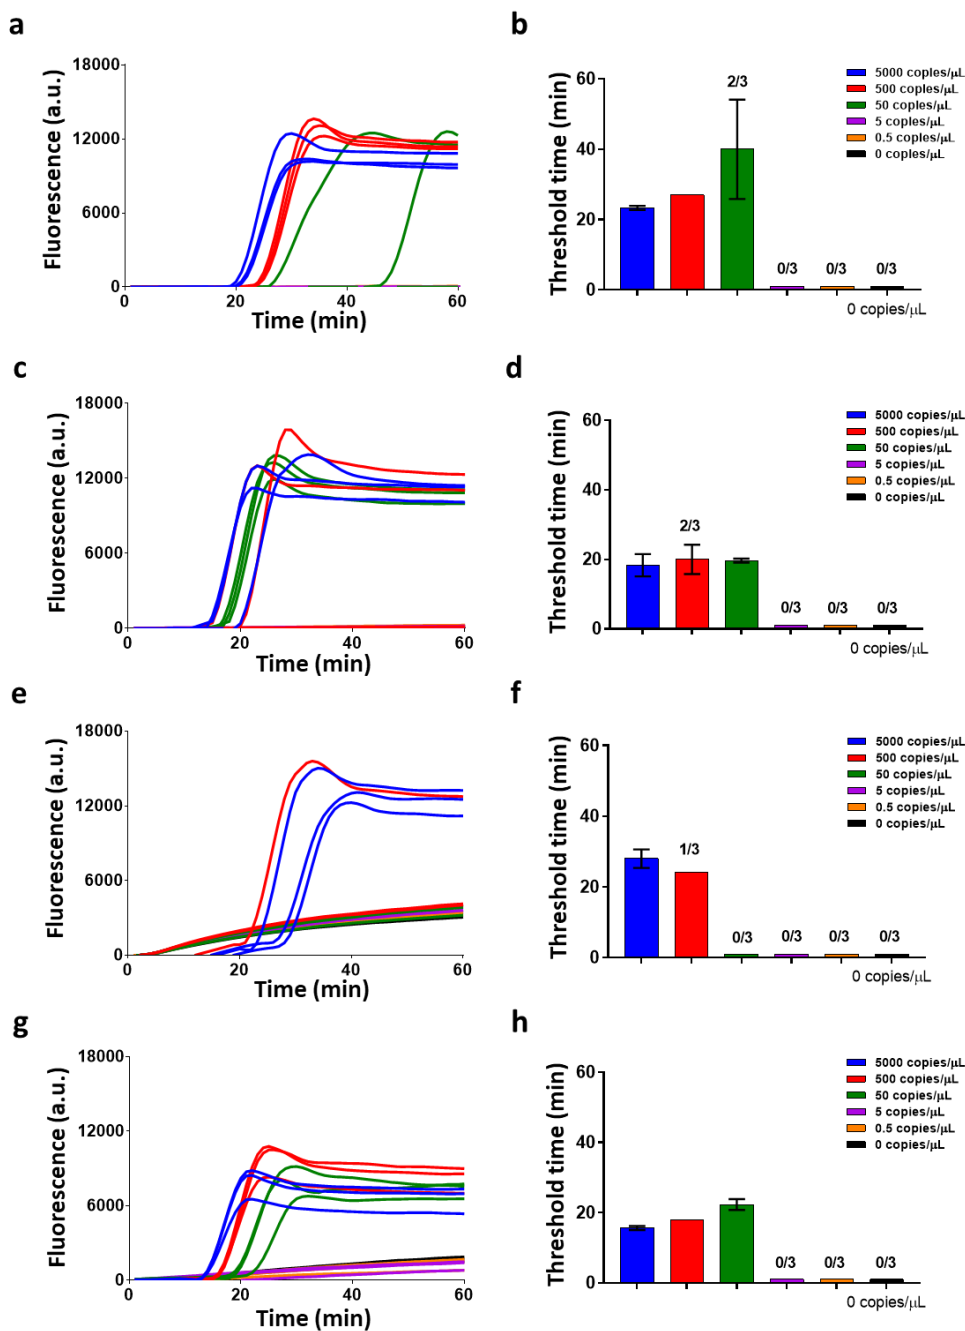 a
18000
12000
6000
0
Fluorescence (a.u.)
0
20
40
60
Time (min)
b
60
40
20
0
Threshold time (min)
2/3
0/3
0/3
0/3
0 copies/μL
5000 copies/μL
500 copies/μL
50 copies/μL
5 copies/μL
0.5 copies/μL
0 copies/μL
c
18000
12000
6000
0
Fluorescence (a.u.)
0
20
40
60
Time (min)
d
60
40
20
0
Threshold time (min)
2/3
0/3
0/3
0/3
0 copies/μL
5000 copies/μL
500 copies/μL
50 copies/μL
5 copies/μL
0.5 copies/μL
0 copies/μL
e
18000
12000
6000
0
Fluorescence (a.u.)
0
20
40
60
Time (min)
f
60
40
20
0
Threshold time (min)
1/3
0/3
0/3
0/3
0/3
0 copies/μL
5000 copies/μL
500 copies/μL
50 copies/μL
5 copies/μL
0.5 copies/μL
0 copies/μL
g
18000
12000
6000
0
Fluorescence (a.u.)
0
20
40
60
Time (min)
h
60
40
20
0
Threshold time (min)
0/3
0/3
0/3
0 copies/μL
5000 copies/μL
500 copies/μL
50 copies/μL
5 copies/μL
0.5 copies/μL
0 copies/μL